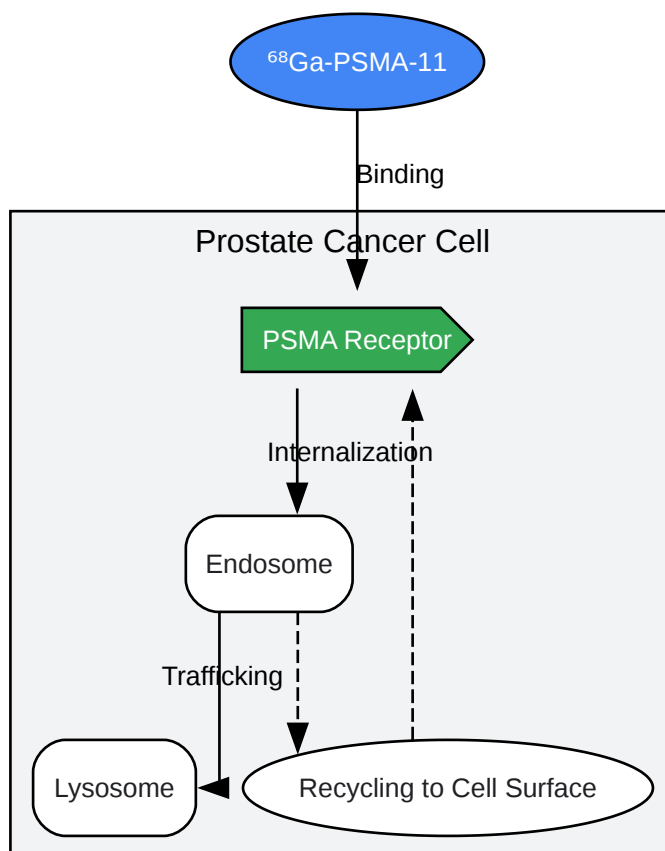 ⁶⁸Ga-PSMA-11
Binding
Prostate Cancer Cell
PSMA Receptor
Internalization
Endosome
Trafficking
Lysosome
Recycling to Cell Surface